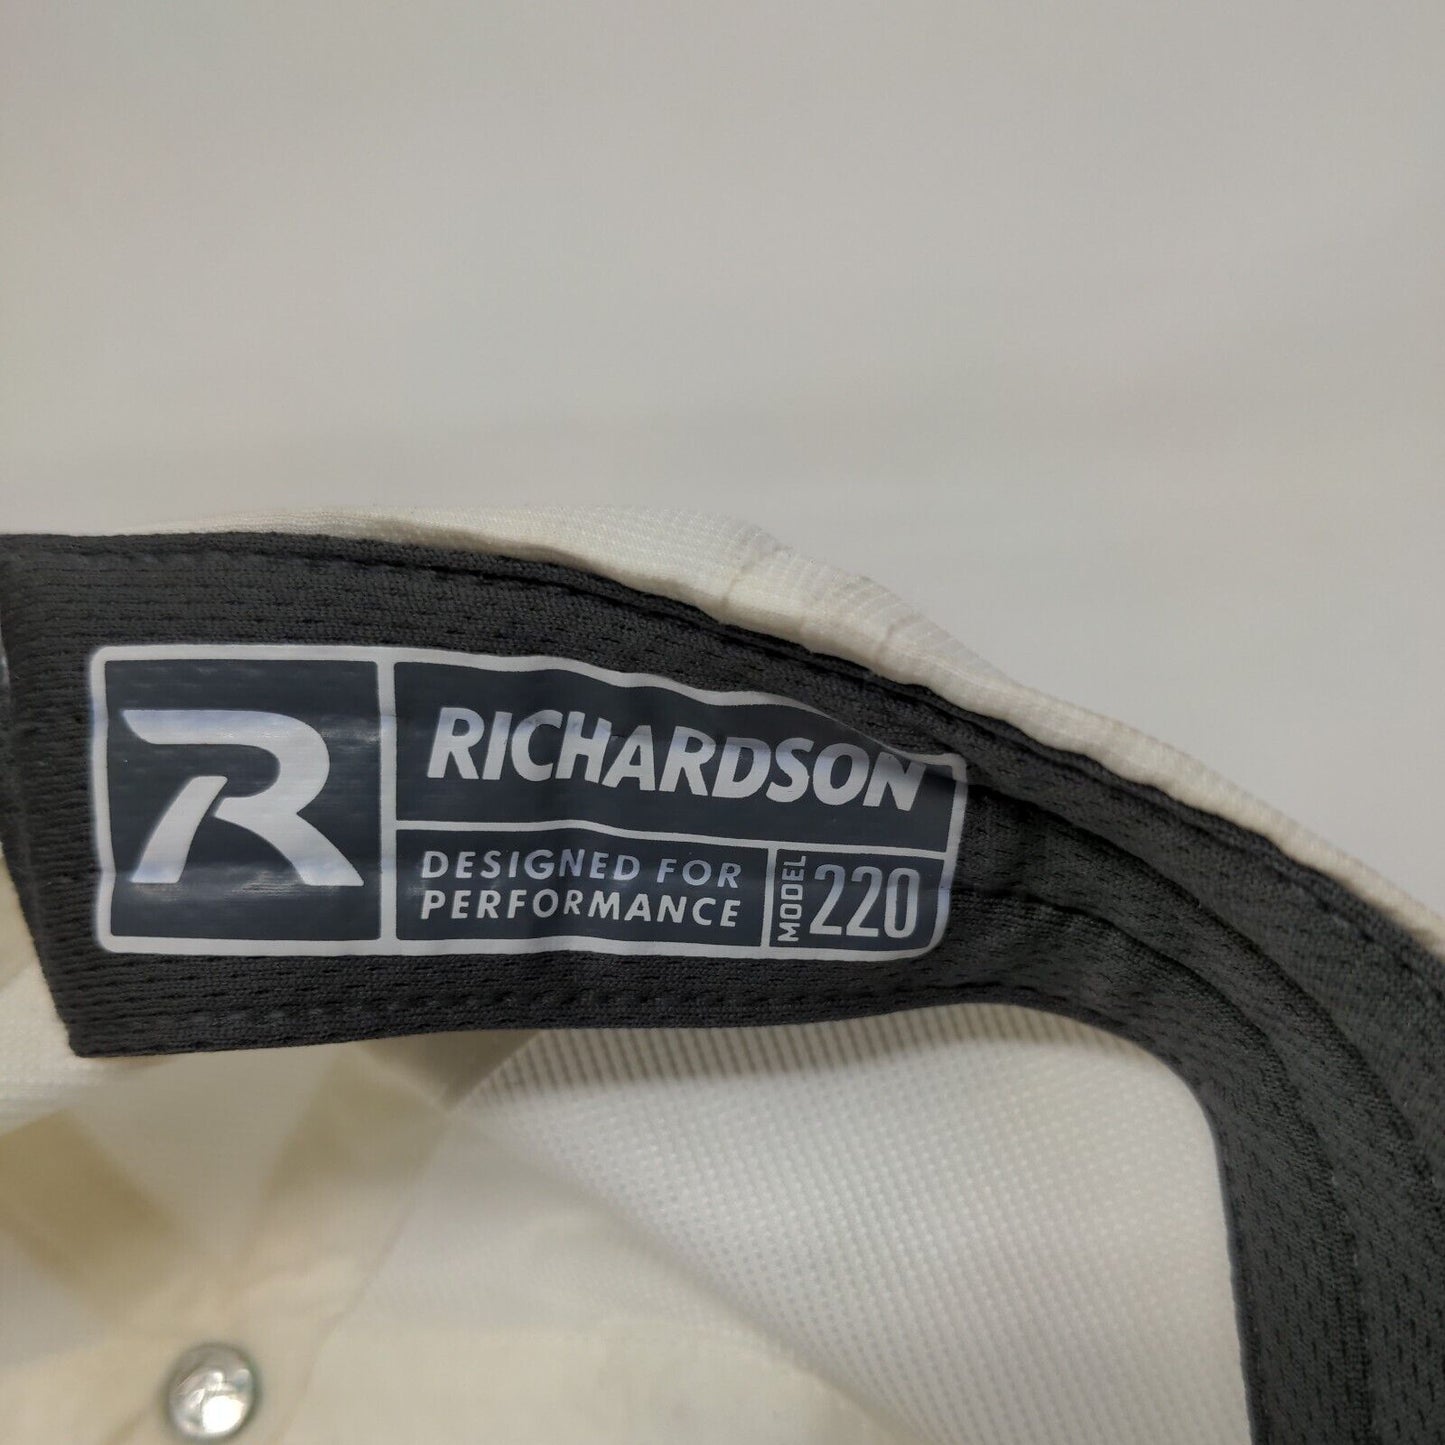 R
RICHARDSON
DESIGNED FOR
PERFORMANCE
MODEL
220